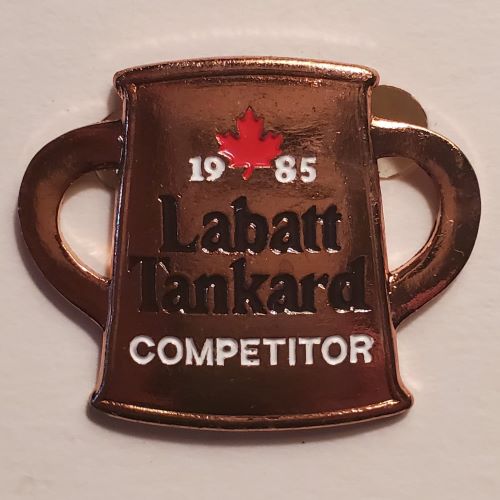 19 85
Labatt
Tankard
COMPETITOR